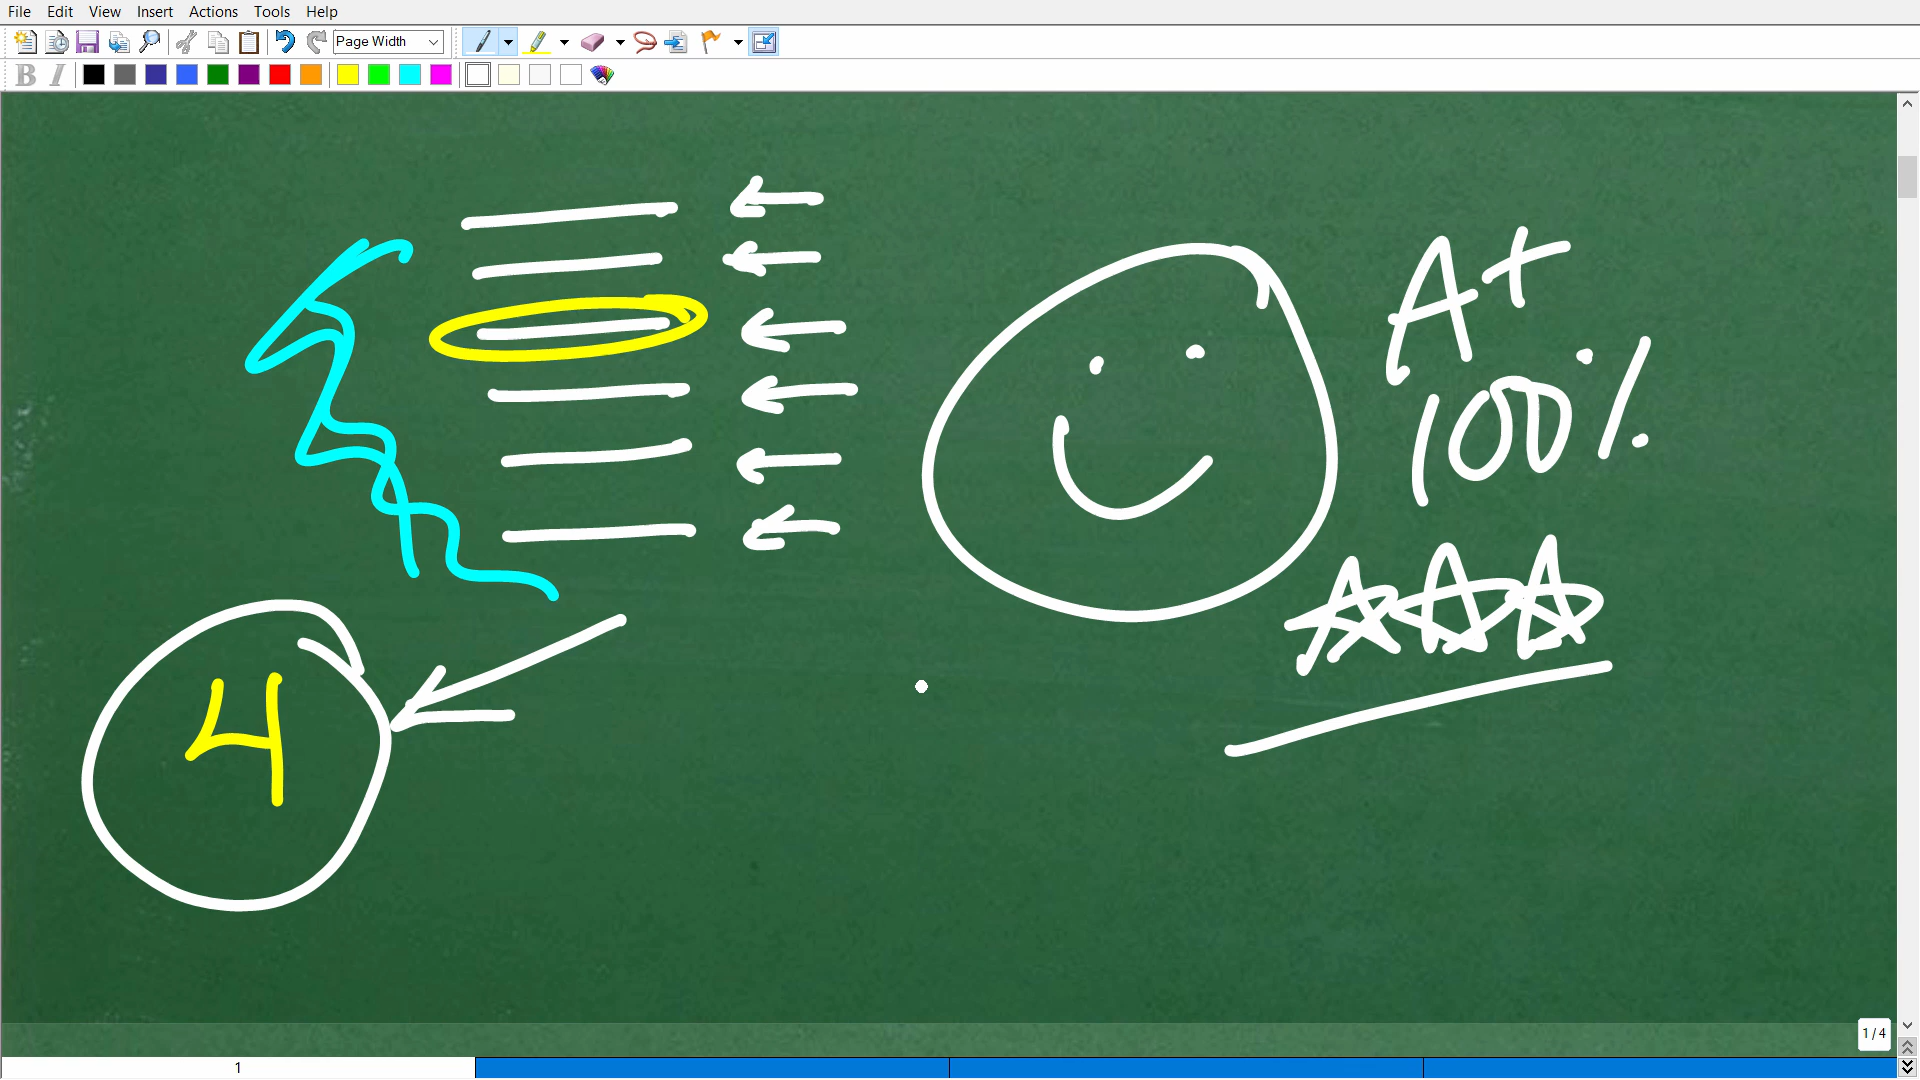 File Edit View Insert Actions Tools Help
Page Width
B I
A+
100%
4
1/4
1